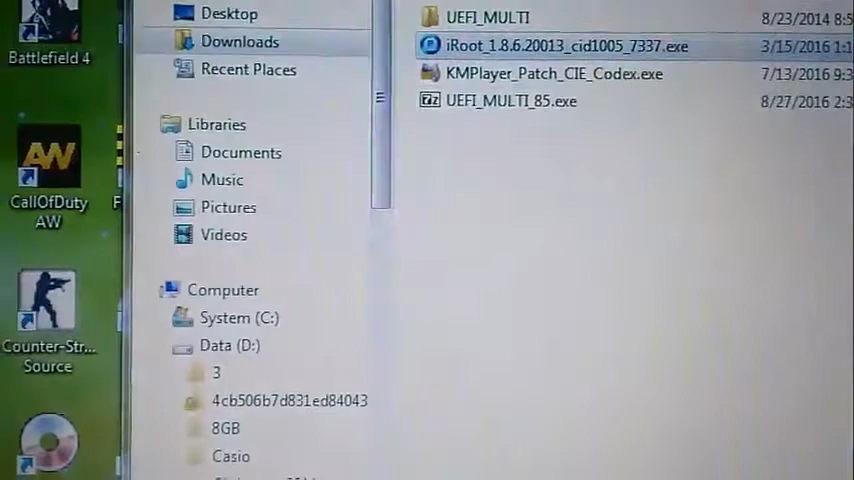 Battlefield 4
AW
CallOfDuty
AW
Counter-Str...
Source
Desktop
Downloads
Recent Places
Libraries
Documents
Music
Pictures
Videos
Computer
System (C:)
Data (D:)
3
4cb506b7d831ed84043
8GB
Casio
UEFI_MULTI 8/23/2014 8:5
iRoot_1.8.6.20013_cid1005_7337.exe 3/15/2016 1:1
KMPlayer_Patch_CIE_Codex.exe 7/13/2016 9:3
7z UEFI_MULTI_85.exe 8/27/2016 2:3